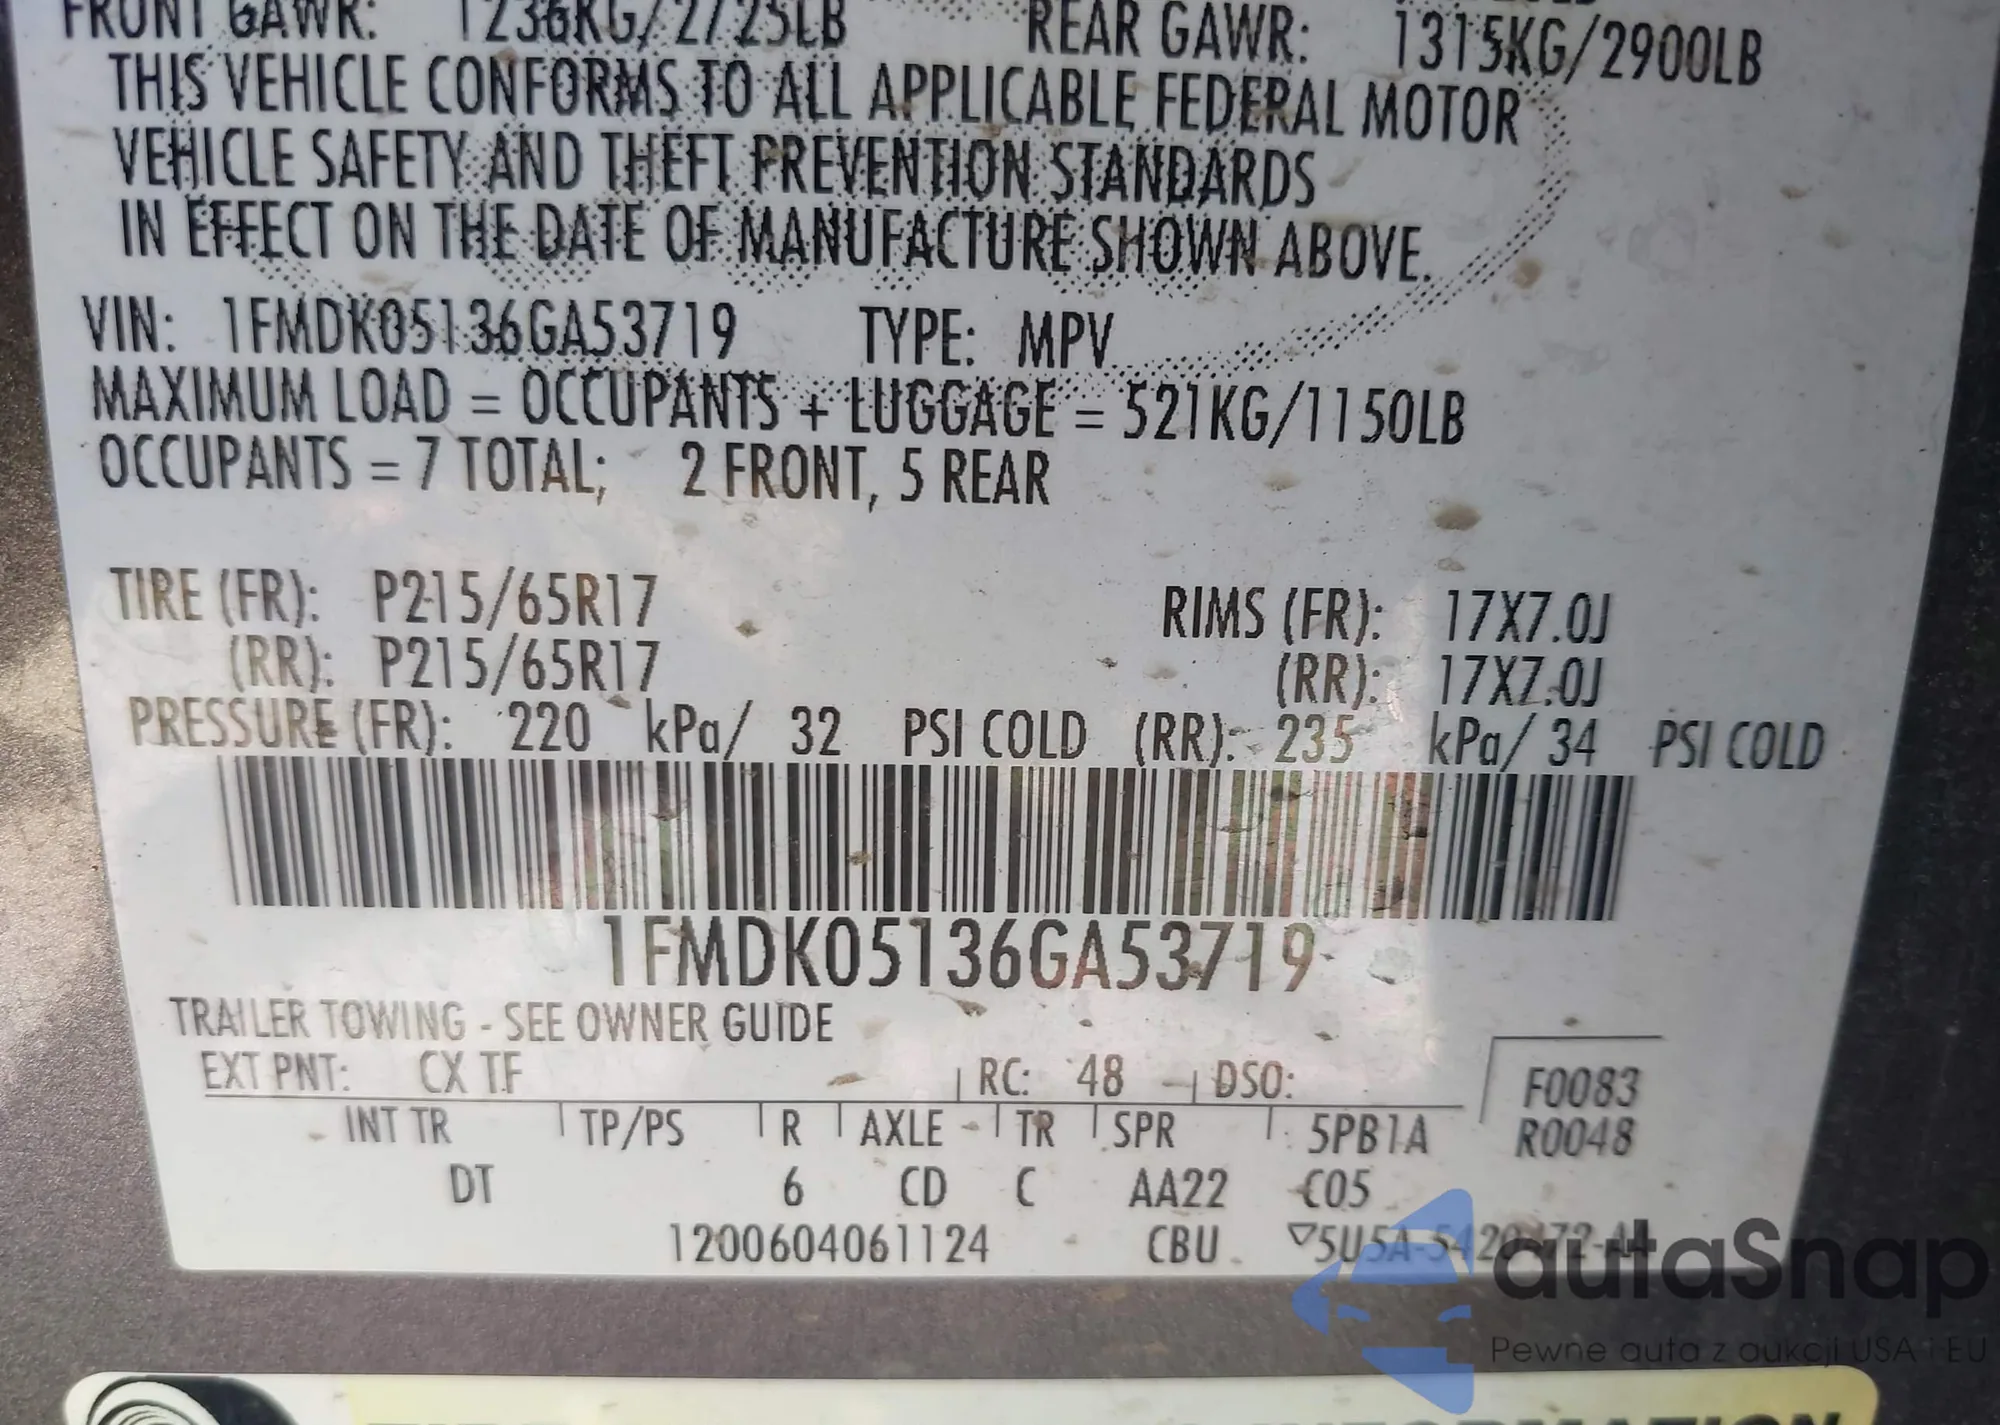 FRONT GAWR: 1236KG/2725LB REAR GAWR: 1315KG/2900LB
THIS VEHICLE CONFORMS TO ALL APPLICABLE FEDERAL MOTOR
VEHICLE SAFETY AND THEFT PREVENTION STANDARDS
IN EFFECT ON THE DATE OF MANUFACTURE SHOWN ABOVE.
VIN: 1FMDK05136GA53719 TYPE: MPV
MAXIMUM LOAD = OCCUPANTS + LUGGAGE = 521KG/1150LB
OCCUPANTS = 7 TOTAL; 2 FRONT, 5 REAR
TIRE (FR): P215/65R17 RIMS (FR): 17X7.0J
(RR): P215/65R17 (RR): 17X7.0J
PRESSURE (FR): 220 kPa/ 32 PSI COLD (RR): 235 kPa/ 34 PSI COLD
1FMDK05136GA53719
TRAILER TOWING - SEE OWNER GUIDE
EXT PNT: CX TF RC: 48 DSO: F0083
INT TR TP/PS R AXLE TR SPR 5PB1A R0048
DT 6 CD C AA22 C05
1200604061124 CBU ▽5U5A-5420472-AA
autaSnap
Pewne auta z aukcji USA i EU
INFORMATION